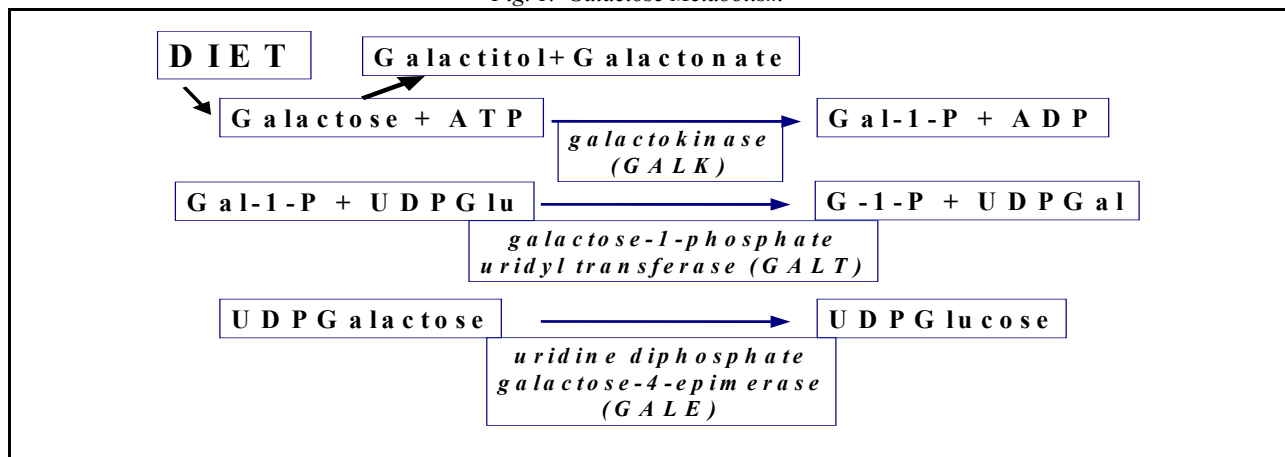 Fig. 1. Galactose Metabolism
DIET
Galactitol+Galactonate
Galactose + ATP
Gal-1-P + ADP
galactokinase
(GALK)
Gal-1-P + UDPGlu
G-1-P + UDPGal
galactose-1-phosphate
uridyl transferase (GALT)
UDPGalactose
UDPGlucose
uridine diphosphate
galactose-4-epimerase
(GALE)